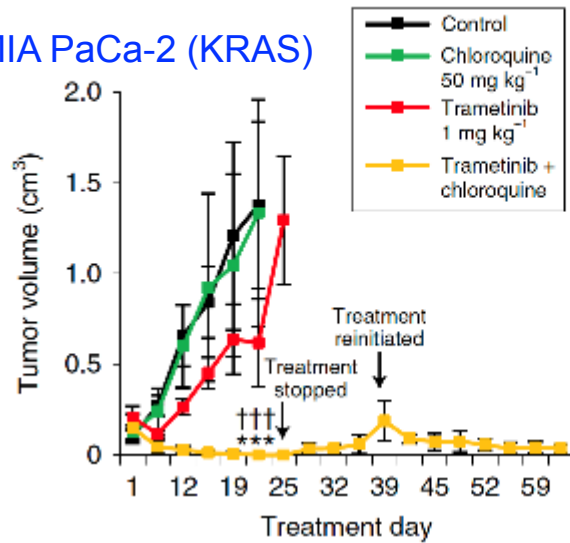 MIA PaCa-2 (KRAS)
Control
Chloroquine
50 mg kg⁻¹
Trametinib
1 mg kg⁻¹
Trametinib +
chloroquine
Tumor volume (cm³)
2.0
1.5
1.0
0.5
0
Treatment
reinitiated
Treatment
stopped
†††
***
1 12 19 25 32 39 45 52 59
Treatment day